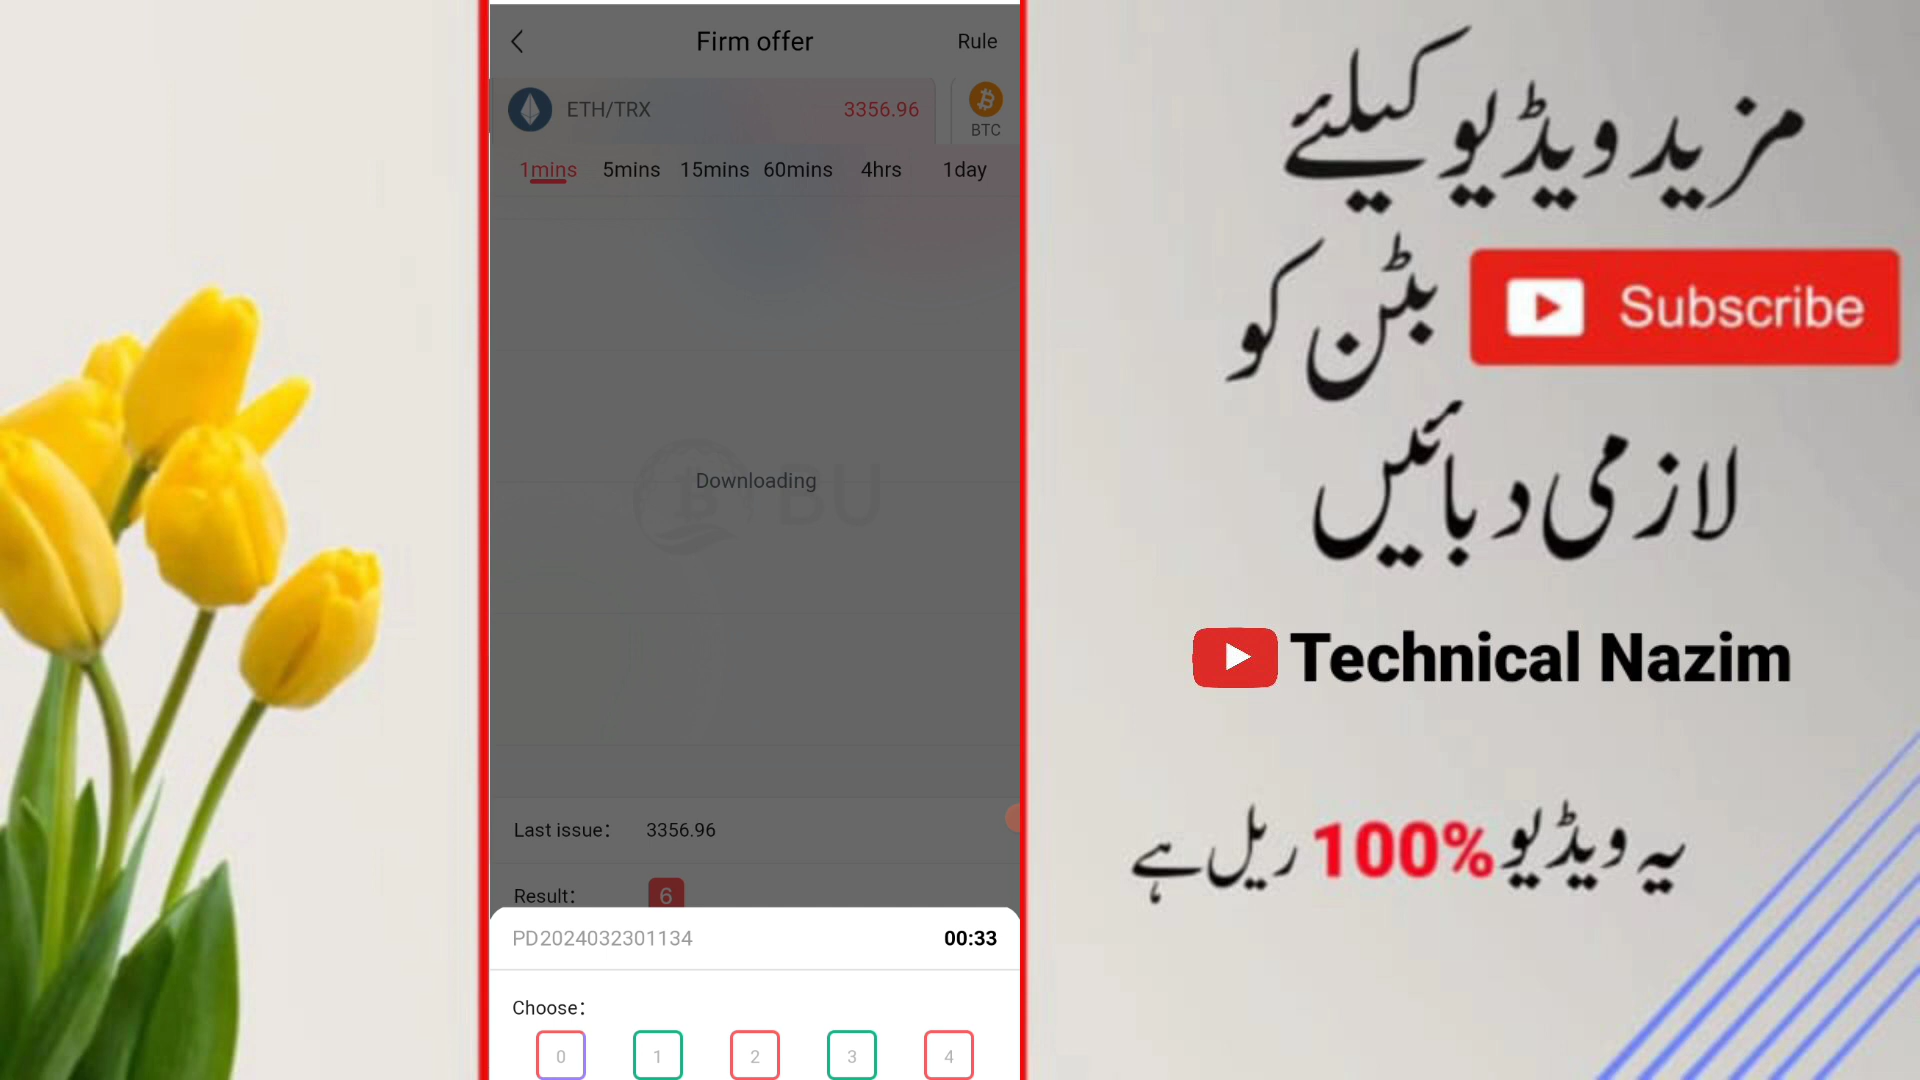 Firm offer
Rule
ETH/TRX
3356.96
BTC
1mins
5mins
15mins
60mins
4hrs
1day
Downloading
BU
Last issue:
3356.96
Result:
6
PD2024032301134
00:33
Choose:
0
1
2
3
4
مزید ویڈیو کیلئے
Subscribe بٹن کو
لازمی دبائیں
Technical Nazim
یہ ویڈیو 100% ریل ہے